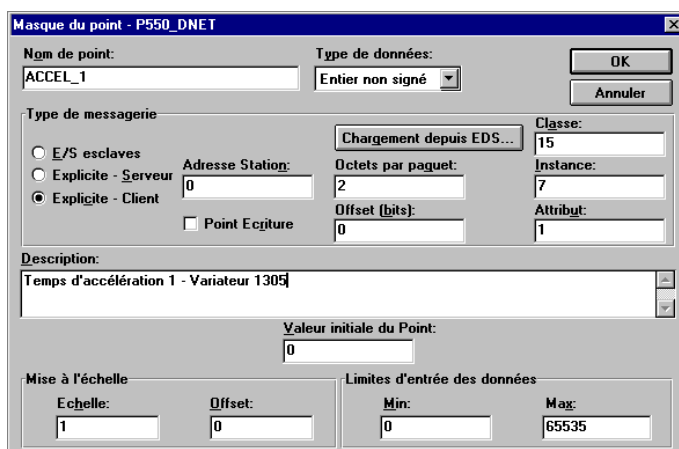 Masque du point - P550_DNET
Nom de point:
Type de données:
ACCEL_1
Entier non signé
OK
Annuler
Type de messagerie
E/S esclaves
Explicite - Serveur
Explicite - Client
Adresse Station:
0
Point Ecriture
Chargement depuis EDS...
Octets par paquet:
2
Offset (bits):
0
Classe:
15
Instance:
7
Attribut:
1
Description:
Temps d'accélération 1 - Variateur 1305
Valeur initiale du Point:
0
Mise à l'échelle
Echelle:
Offset:
1
0
Limites d'entrée des données
Min:
Max:
0
65535